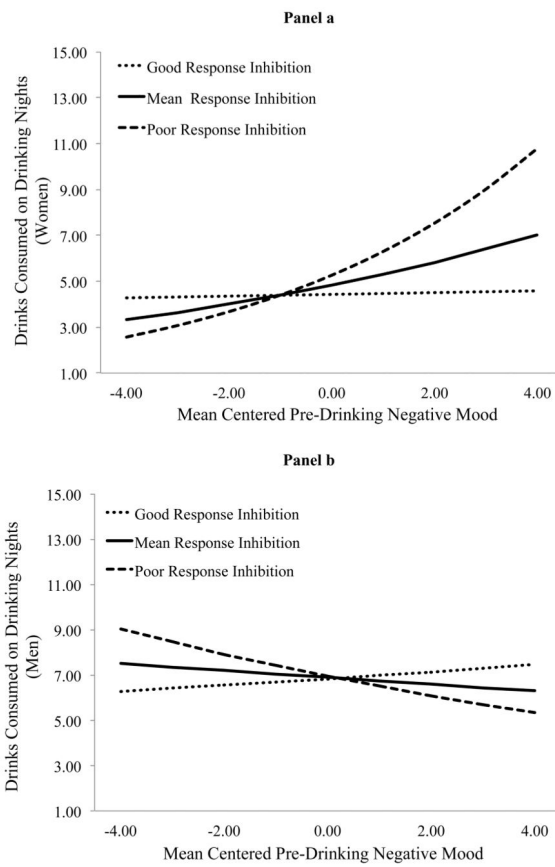 Panel a
15.00
13.00
11.00
9.00
7.00
5.00
3.00
1.00
Drinks Consumed on Drinking Nights
(Women)
Good Response Inhibition
Mean Response Inhibition
Poor Response Inhibition
-4.00 -2.00 0.00 2.00 4.00
Mean Centered Pre-Drinking Negative Mood
Panel b
15.00
13.00
11.00
9.00
7.00
5.00
3.00
1.00
Drinks Consumed on Drinking Nights
(Men)
Good Response Inhibition
Mean Response Inhibition
Poor Response Inhibition
-4.00 -2.00 0.00 2.00 4.00
Mean Centered Pre-Drinking Negative Mood